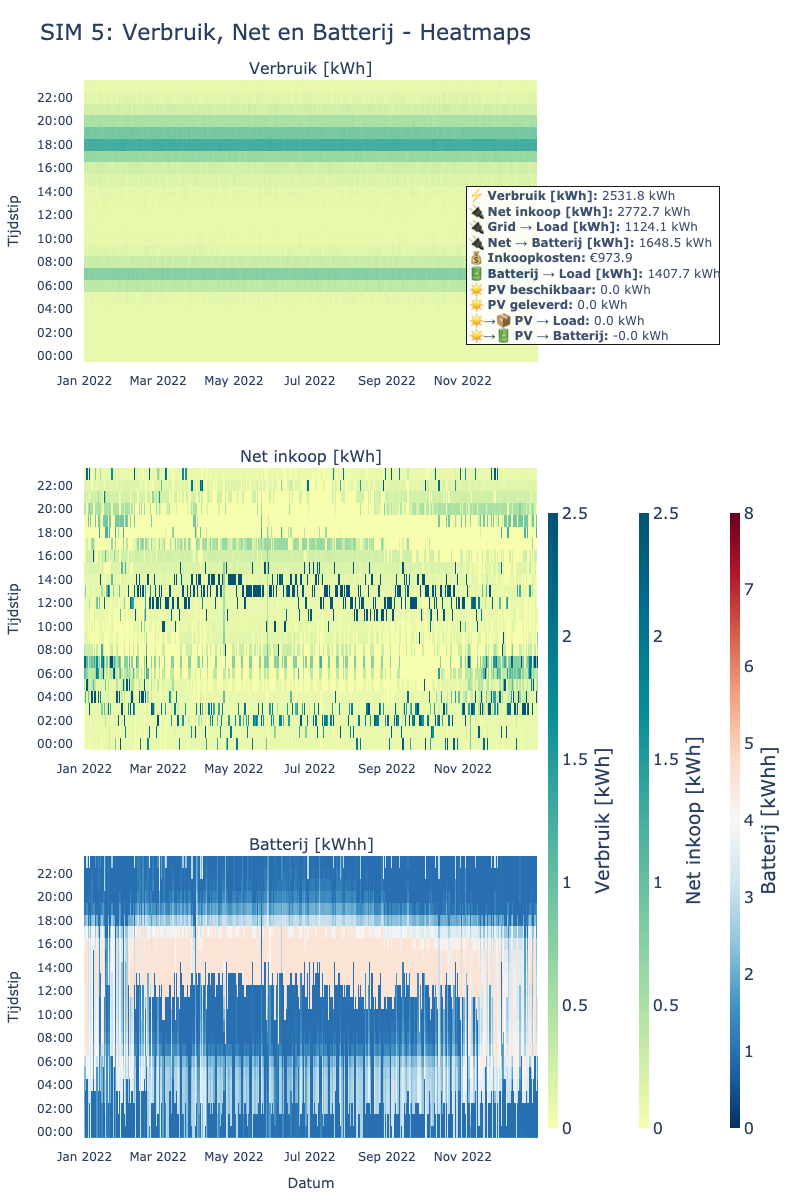 SIM 5: Verbruik, Net en Batterij - Heatmaps
Verbruik [kWh]
22:00
20:00
18:00
16:00
14:00
12:00
10:00
08:00
06:00
04:00
02:00
00:00
Tijdstip
Jan 2022 Mar 2022 May 2022 Jul 2022 Sep 2022 Nov 2022
⚡ Verbruik [kWh]: 2531.8 kWh
🔌 Net inkoop [kWh]: 2772.7 kWh
🔌 Grid → Load [kWh]: 1124.1 kWh
🔌 Net → Batterij [kWh]: 1648.5 kWh
💰 Inkoopkosten: €973.9
🔋 Batterij → Load [kWh]: 1407.7 kWh
☀️ PV beschikbaar: 0.0 kWh
☀️ PV geleverd: 0.0 kWh
☀️→📦 PV → Load: 0.0 kWh
☀️→🔋 PV → Batterij: -0.0 kWh
Net inkoop [kWh]
22:00
20:00
18:00
16:00
14:00
12:00
10:00
08:00
06:00
04:00
02:00
00:00
Tijdstip
Jan 2022 Mar 2022 May 2022 Jul 2022 Sep 2022 Nov 2022
Batterij [kWhh]
22:00
20:00
18:00
16:00
14:00
12:00
10:00
08:00
06:00
04:00
02:00
00:00
Tijdstip
Jan 2022 Mar 2022 May 2022 Jul 2022 Sep 2022 Nov 2022
Datum
2.5
2
1.5
1
0.5
0
Verbruik [kWh]
2.5
2
1.5
1
0.5
0
Net inkoop [kWh]
8
7
6
5
4
3
2
1
0
Batterij [kWhh]